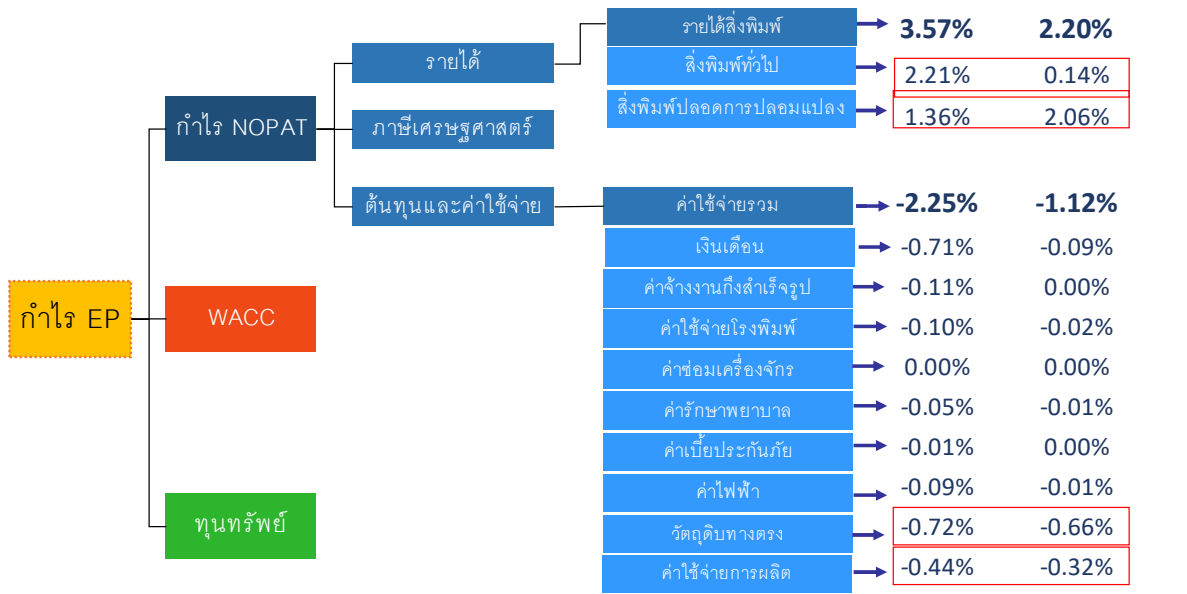 กำไร EP
กำไร NOPAT
WACC
ทุนทรัพย์
รายได้
ภาษีเศรษฐศาสตร์
ต้นทุนและค่าใช้จ่าย
รายได้สิ่งพิมพ์ 3.57% 2.20%
สิ่งพิมพ์ทั่วไป 2.21% 0.14%
สิ่งพิมพ์ปลอดการปลอมแปลง 1.36% 2.06%
ค่าใช้จ่ายรวม -2.25% -1.12%
เงินเดือน -0.71% -0.09%
ค่าจ้างงานกึ่งสำเร็จรูป -0.11% 0.00%
ค่าใช้จ่ายโรงพิมพ์ -0.10% -0.02%
ค่าซ่อมเครื่องจักร 0.00% 0.00%
ค่ารักษาพยาบาล -0.05% -0.01%
ค่าเบี้ยประกันภัย -0.01% 0.00%
ค่าไฟฟ้า -0.09% -0.01%
วัตถุดิบทางตรง -0.72% -0.66%
ค่าใช้จ่ายการผลิต -0.44% -0.32%